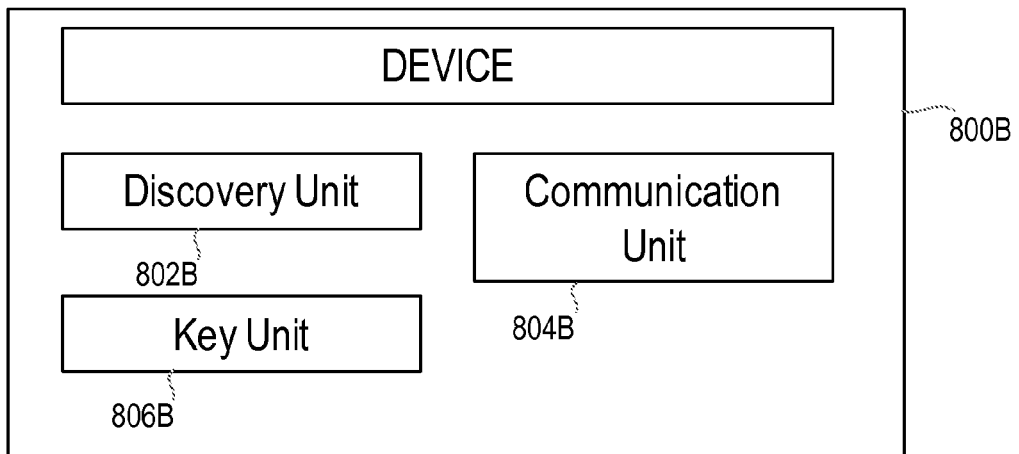 DEVICE
800B
Discovery Unit
Communication
Unit
802B
804B
Key Unit
806B